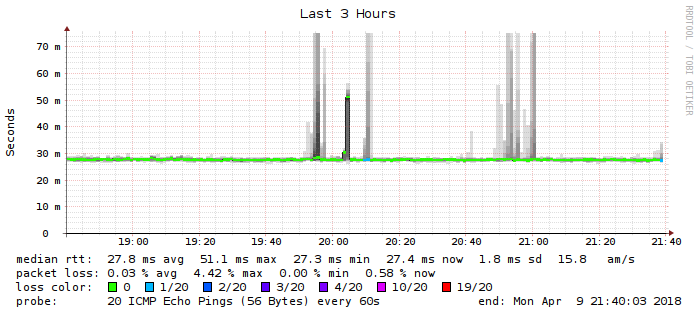 Last 3 Hours
RRDTOOL / TOBI OETIKER
Seconds
70 m
60 m
50 m
40 m
30 m
20 m
10 m
0
19:00 19:20 19:40 20:00 20:20 20:40 21:00 21:20 21:40
median rtt: 27.8 ms avg 51.1 ms max 27.3 ms min 27.4 ms now 1.8 ms sd 15.8 am/s
packet loss: 0.03 % avg 4.42 % max 0.00 % min 0.58 % now
loss color: 0 1/20 2/20 3/20 4/20 10/20 19/20
probe: 20 ICMP Echo Pings (56 Bytes) every 60s end: Mon Apr 9 21:40:03 2018